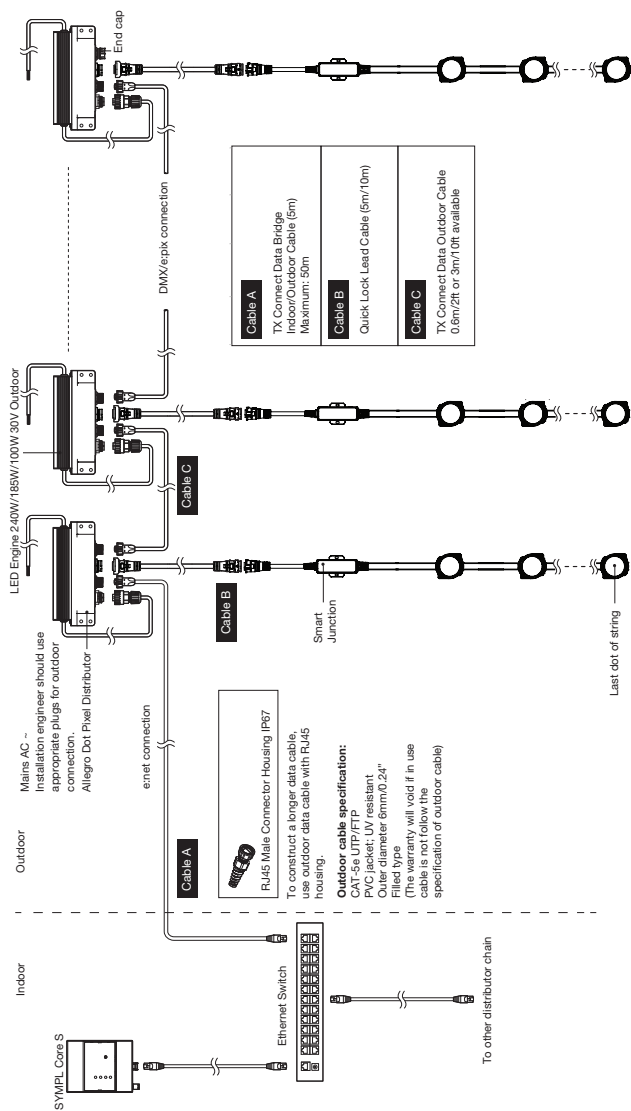 Indoor
Outdoor
SYMPL Core S
Ethernet Switch
To other distributor chain
Mains AC ~
Installation engineer should use
appropriate plugs for outdoor
connection.
Allegro Dot Pixel Distributor
LED Engine 240W/185W/100W 30V Outdoor
End cap
e:net connection
DMX/e:pix connection
Cable A
Cable B
Cable C
RJ45 Male Connector Housing IP67
To construct a longer data cable,
use outdoor data cable with RJ45
housing.
Outdoor cable specification:
CAT-5e UTP/FTP
PVC jacket; UV resistant
Outer diameter 6mm/0.24"
Filled type
(The warranty will void if in use
cable is not follow the
specification of outdoor cable)
Smart
Junction
Last dot of string
Cable A
TX Connect Data Bridge
Indoor/Outdoor Cable (5m)
Maximum: 50m
Cable B
Quick Lock Lead Cable (5m/10m)
Cable C
TX Connect Data Outdoor Cable
0.6m/2ft or 3m/10ft available